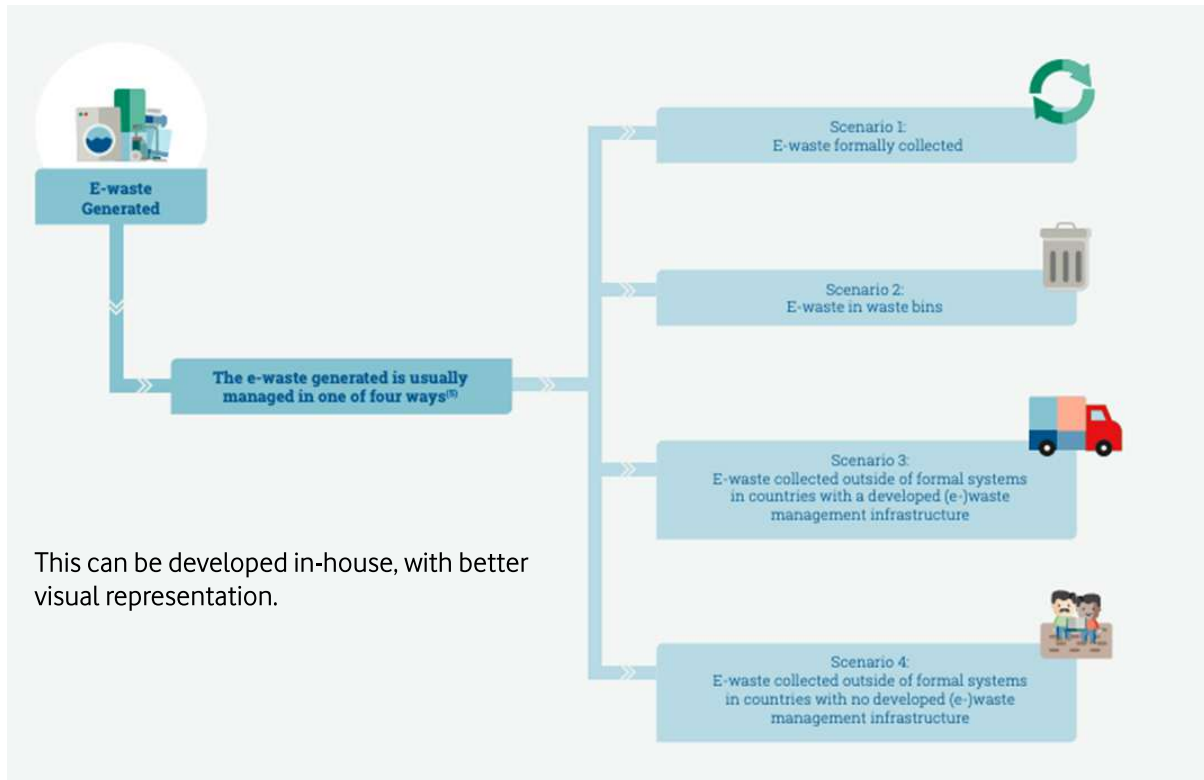 E-waste
Generated
The e-waste generated is usually
managed in one of four ways(5)
Scenario 1:
E-waste formally collected
Scenario 2:
E-waste in waste bins
Scenario 3:
E-waste collected outside of formal systems
in countries with a developed (e-)waste
management infrastructure
Scenario 4:
E-waste collected outside of formal systems
in countries with no developed (e-)waste
management infrastructure
This can be developed in-house, with better
visual representation.